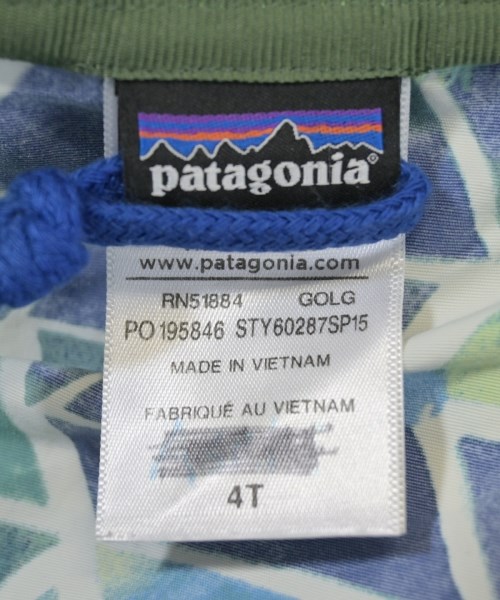 patagonia®
www.patagonia.com
RN51884 GOLG
PO 195846 STY60287SP15
MADE IN VIETNAM
FABRIQUÉ AU VIETNAM
4T